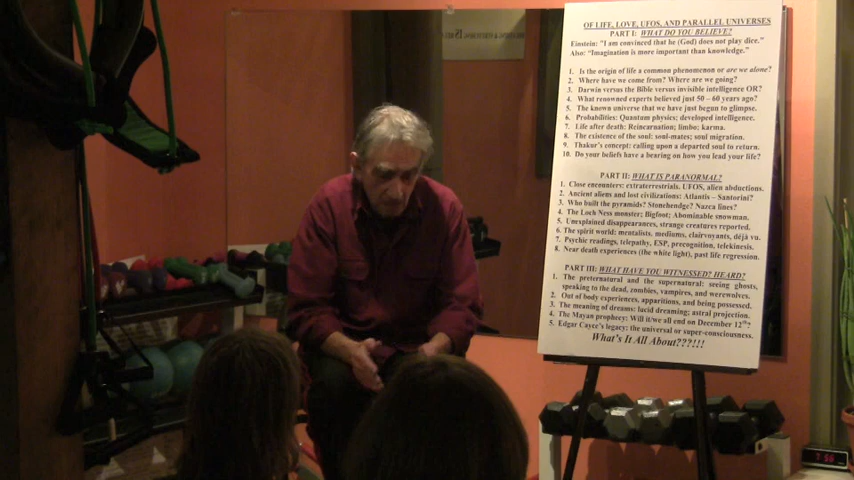 OF LIFE, LOVE, UFOS, AND PARALLEL UNIVERSES
PART I: WHAT DO YOU BELIEVE?
Einstein: "I am convinced that he (God) does not play dice."
Also: "Imagination is more important than knowledge."
1. Is the origin of life a common phenomenon or are we alone?
2. Where have we come from? Where are we going?
3. Darwin versus the Bible versus invisible intelligence OR?
4. What renowned experts believed just 50 – 60 years ago?
5. The known universe that we have just begun to glimpse.
6. Probabilities: Quantum physics; developed intelligence.
7. Life after death: Reincarnation; limbo; karma.
8. The existence of the soul: soul-mates; soul migration.
9. Thakur's concept: calling upon a departed soul to return.
10. Do your beliefs have a bearing on how you lead your life?
PART II: WHAT IS PARANORMAL?
1. Close encounters: extraterrestrials, UFOS, alien abductions.
2. Ancient aliens and lost civilizations: Atlantis – Santorini?
3. Who built the pyramids? Stonehendge? Nazca lines?
4. The Loch Ness monster; Bigfoot; Abominable snowman.
5. Unexplained disappearances, strange creatures reported.
6. The spirit world: mentalists, mediums, clairvoyants, déjà vu.
7. Psychic readings, telepathy, ESP, precognition, telekinesis.
8. Near death experiences (the white light), past life regression.
PART III: WHAT HAVE YOU WITNESSED? HEARD?
1. The preternatural and the supernatural: seeing ghosts,
speaking to the dead, zombies, vampires, and werewolves.
2. Out of body experiences, apparitions, and being possessed.
3. The meaning of dreams: lucid dreaming; astral projection.
4. The Mayan prophecy: Will it/we all end on December 12th?
5. Edgar Cayce's legacy: the universal or super-consciousness.
What's It All About???!!!
7:56